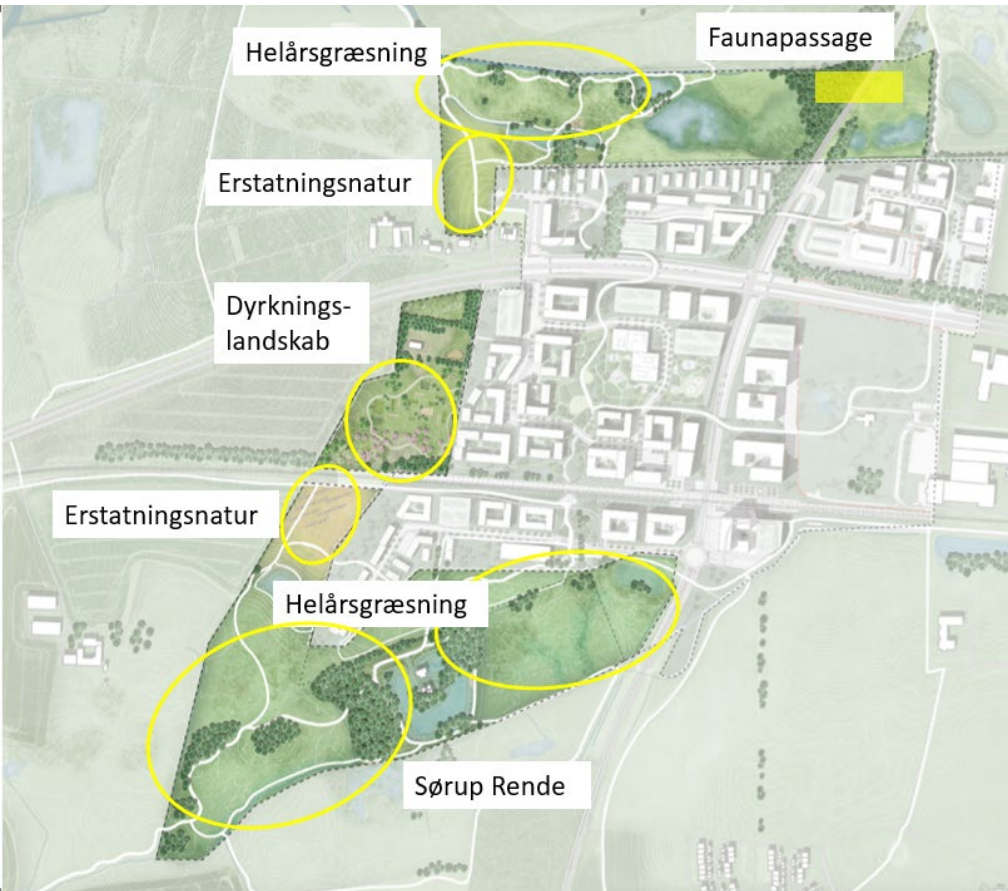 Helårsgræsning
Faunapassage
Erstatningsnatur
Dyrknings-
landskab
Erstatningsnatur
Helårsgræsning
Sørup Rende